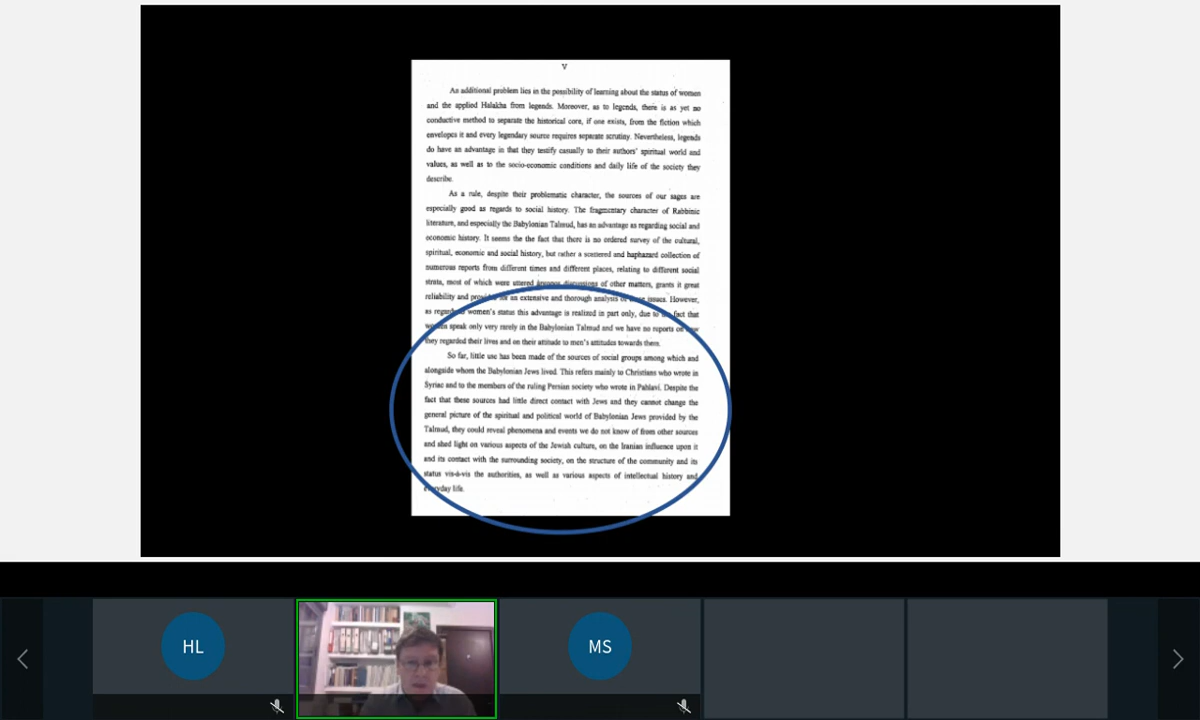 V
An additional problem lies in the possibility of learning about the status of women
and the applied Halakha from legends. Moreover, as to legends, there is as yet no
conductive method to separate the historical core, if one exists, from the fiction which
envelopes it and every legendary source requires separate scrutiny. Nevertheless, legends
do have an advantage in that they testify casually to their authors' spiritual world and
values, as well as to the socio-economic conditions and daily life of the society they
describe.
As a rule, despite their problematic character, the sources of our sages are
especially good as regards to social history. The fragmentary character of Rabbinic
literature, and especially the Babylonian Talmud, has an advantage as regarding social and
economic history. It seems the the fact that there is no ordered survey of the cultural,
spiritual, economic and social history, but rather a scattered and haphazard collection of
numerous reports from different times and different places, relating to different social
strata, most of which were uttered amongst discussions of other matters, grants it great
reliability and provides for an extensive and thorough analysis of these issues. However,
as regards to women's status this advantage is realized in part only, due to the fact that
women speak only very rarely in the Babylonian Talmud and we have no reports on how
they regarded their lives and on their attitude to men's attitudes towards them.
So far, little use has been made of the sources of social groups among which and
alongside whom the Babylonian Jews lived. This refers mainly to Christians who wrote in
Syriac and to the members of the ruling Persian society who wrote in Pahlavi. Despite the
fact that these sources had little direct contact with Jews and they cannot change the
general picture of the spiritual and political world of Babylonian Jews provided by the
Talmud, they could reveal phenomena and events we do not know of from other sources
and shed light on various aspects of the Jewish culture, on the Iranian influence upon it
and its contact with the surrounding society, on the structure of the community and its
status vis-à-vis the authorities, as well as various aspects of intellectual history and
everyday life.
HL
MS